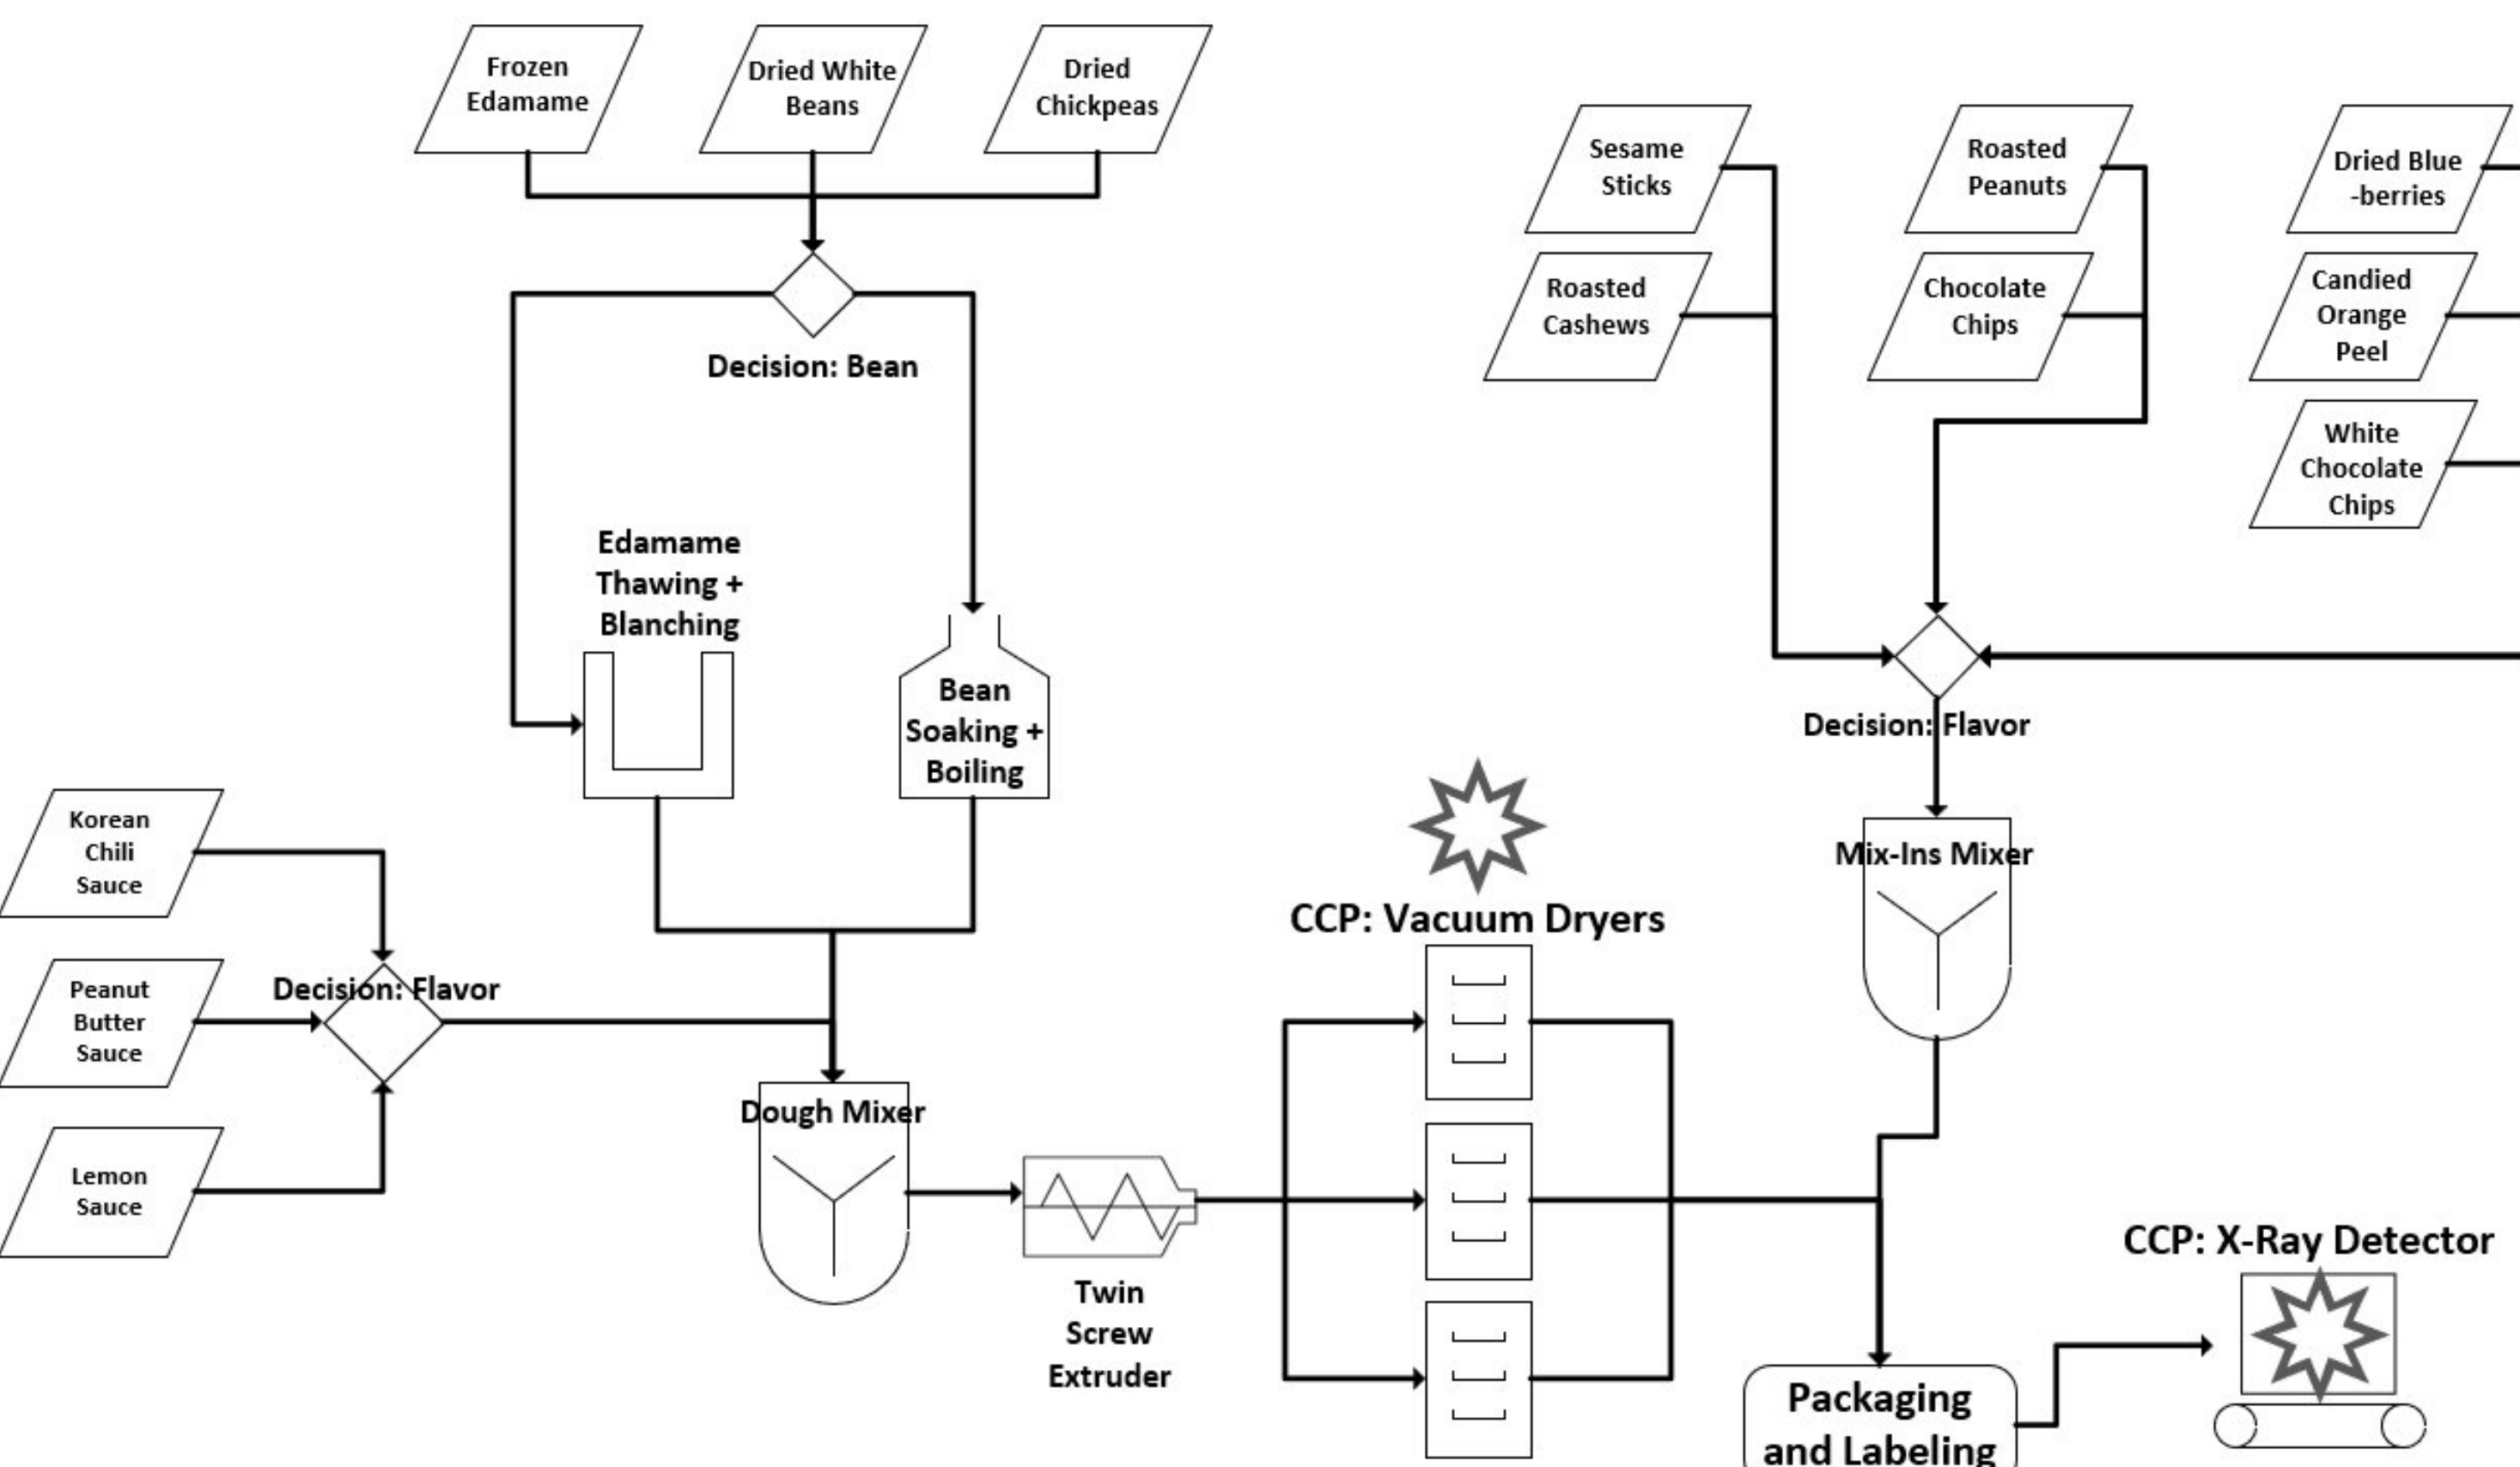 Frozen
Edamame
Dried White
Beans
Dried
Chickpeas
Sesame
Sticks
Roasted
Peanuts
Dried Blue
-berries
Roasted
Cashews
Chocolate
Chips
Candied
Orange
Peel
White
Chocolate
Chips
Decision: Bean
Edamame
Thawing +
Blanching
Bean
Soaking +
Boiling
Decision: Flavor
Korean
Chili
Sauce
Mix-Ins Mixer
CCP: Vacuum Dryers
Peanut
Butter
Sauce
Decision: Flavor
Dough Mixer
Lemon
Sauce
Twin
Screw
Extruder
CCP: X-Ray Detector
Packaging
and Labeling